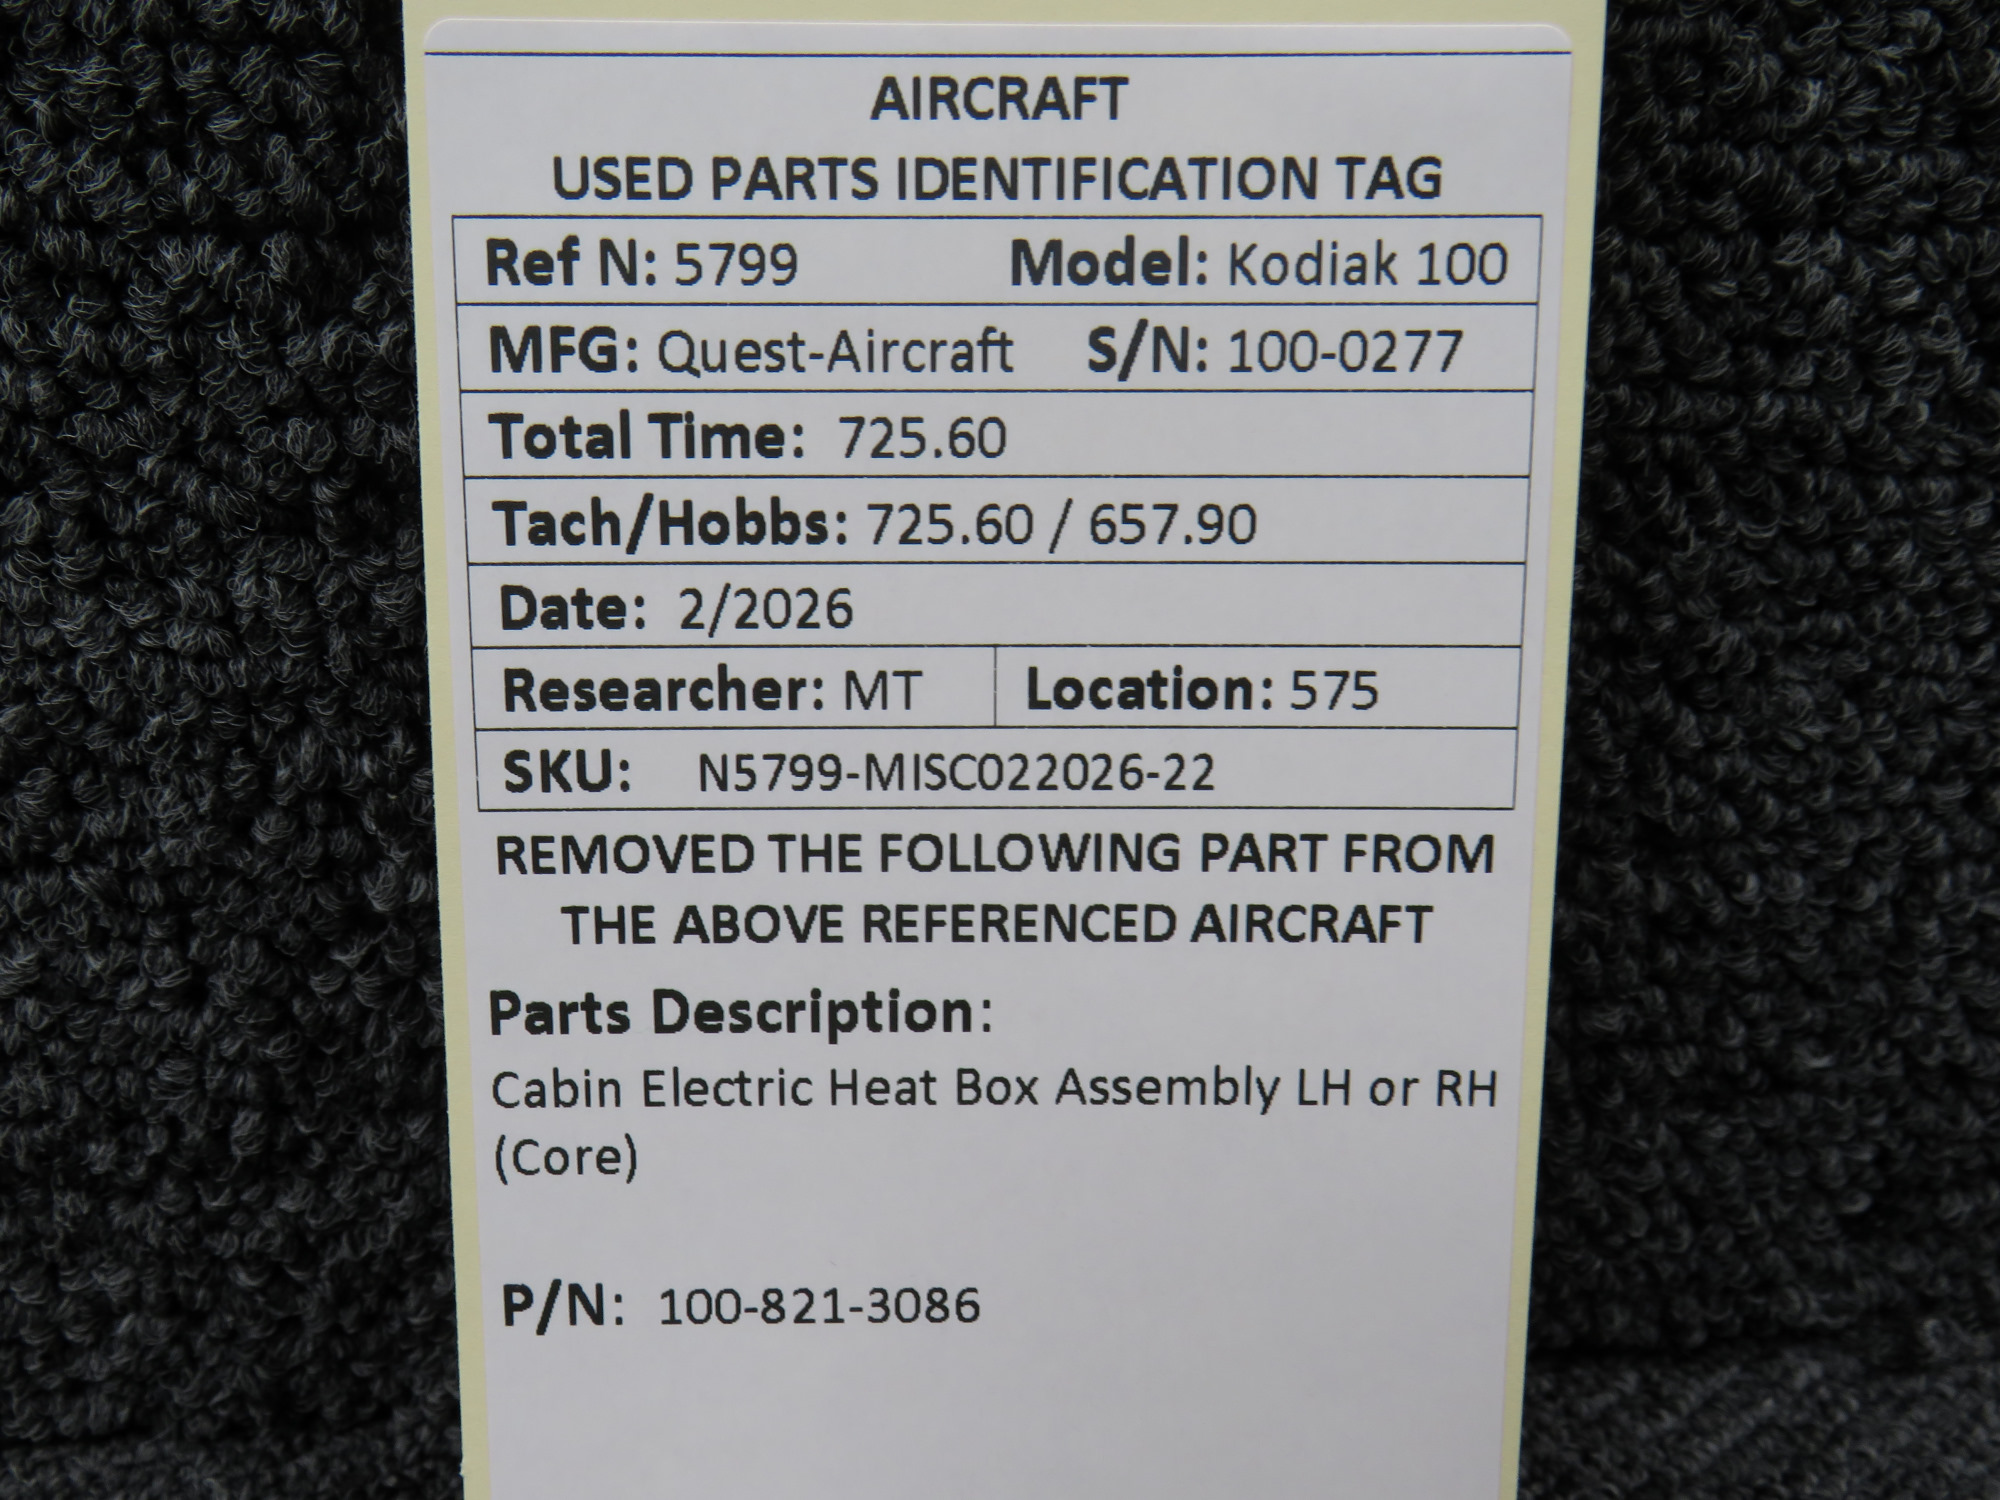 AIRCRAFT
USED PARTS IDENTIFICATION TAG
Ref N: 5799 Model: Kodiak 100
MFG: Quest-Aircraft S/N: 100-0277
Total Time: 725.60
Tach/Hobbs: 725.60 / 657.90
Date: 2/2026
Researcher: MT Location: 575
SKU: N5799-MISC022026-22
REMOVED THE FOLLOWING PART FROM
THE ABOVE REFERENCED AIRCRAFT
Parts Description:
Cabin Electric Heat Box Assembly LH or RH
(Core)
P/N: 100-821-3086